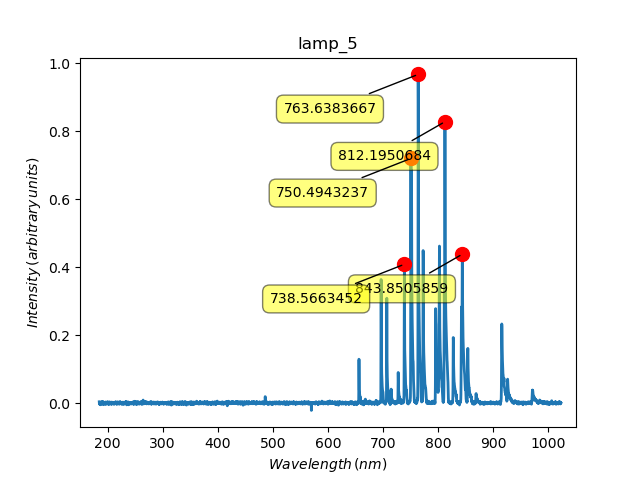 lamp_5
1.0
0.8
0.6
0.4
0.2
0.0
Intensity (arbitrary units)
763.6383667
812.1950684
750.4943237
843.8505859
738.5663452
200 300 400 500 600 700 800 900 1000
Wavelength (nm)